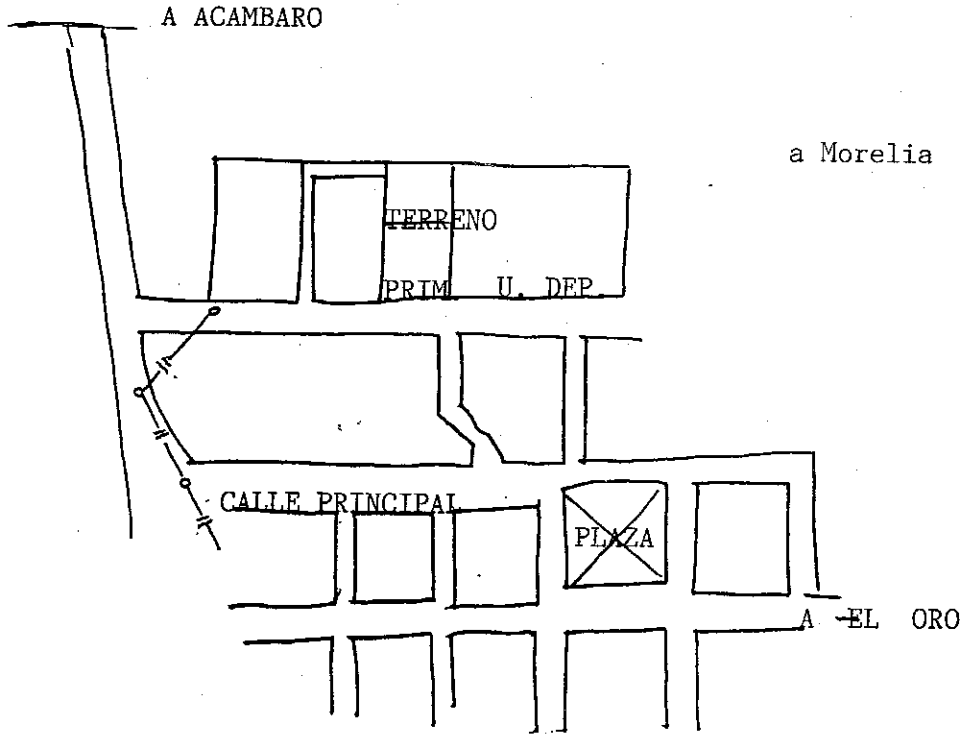 A ACAMBARO
a Morelia
TERRENO
PRIM U. DEP.
CALLE PRINCIPAL
PLAZA
A EL ORO